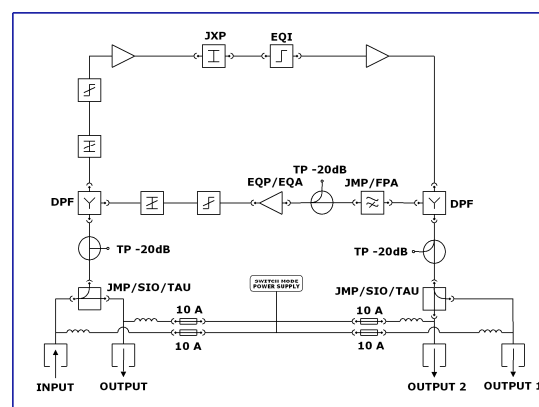 JXP
EQI
TP -20dB
EQP/EQA
JMP/FPA
DPF
DPF
TP -20dB
TP -20dB
JMP/SIO/TAU
SWITCH MODE
POWER SUPPLY
JMP/SIO/TAU
10 A
10 A
10 A
10 A
INPUT
OUTPUT
OUTPUT 2
OUTPUT 1